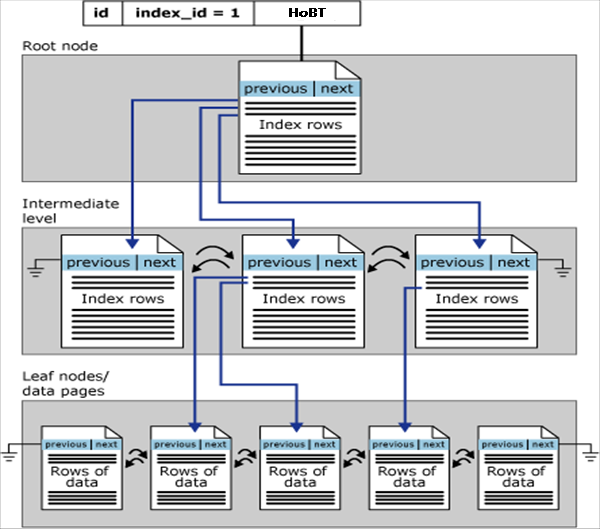 id index_id = 1 HoBT
Root node
previous next
Index rows
Intermediate
level
previous next previous next previous next
Index rows Index rows Index rows
Leaf nodes/
data pages
previous next previous next previous next previous next previous next
Rows of Rows of Rows of Rows of Rows of
data data data data data